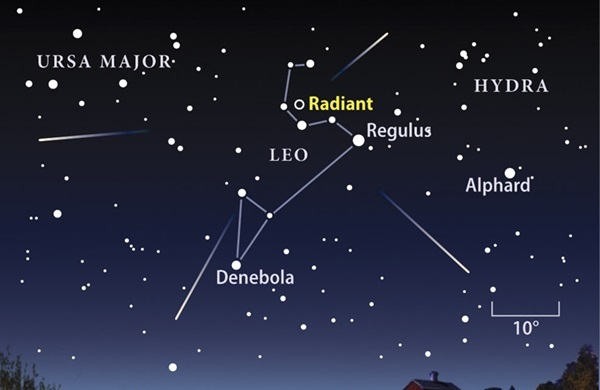 URSA MAJOR
HYDRA
Radiant
Regulus
LEO
Alphard
Denebola
10°